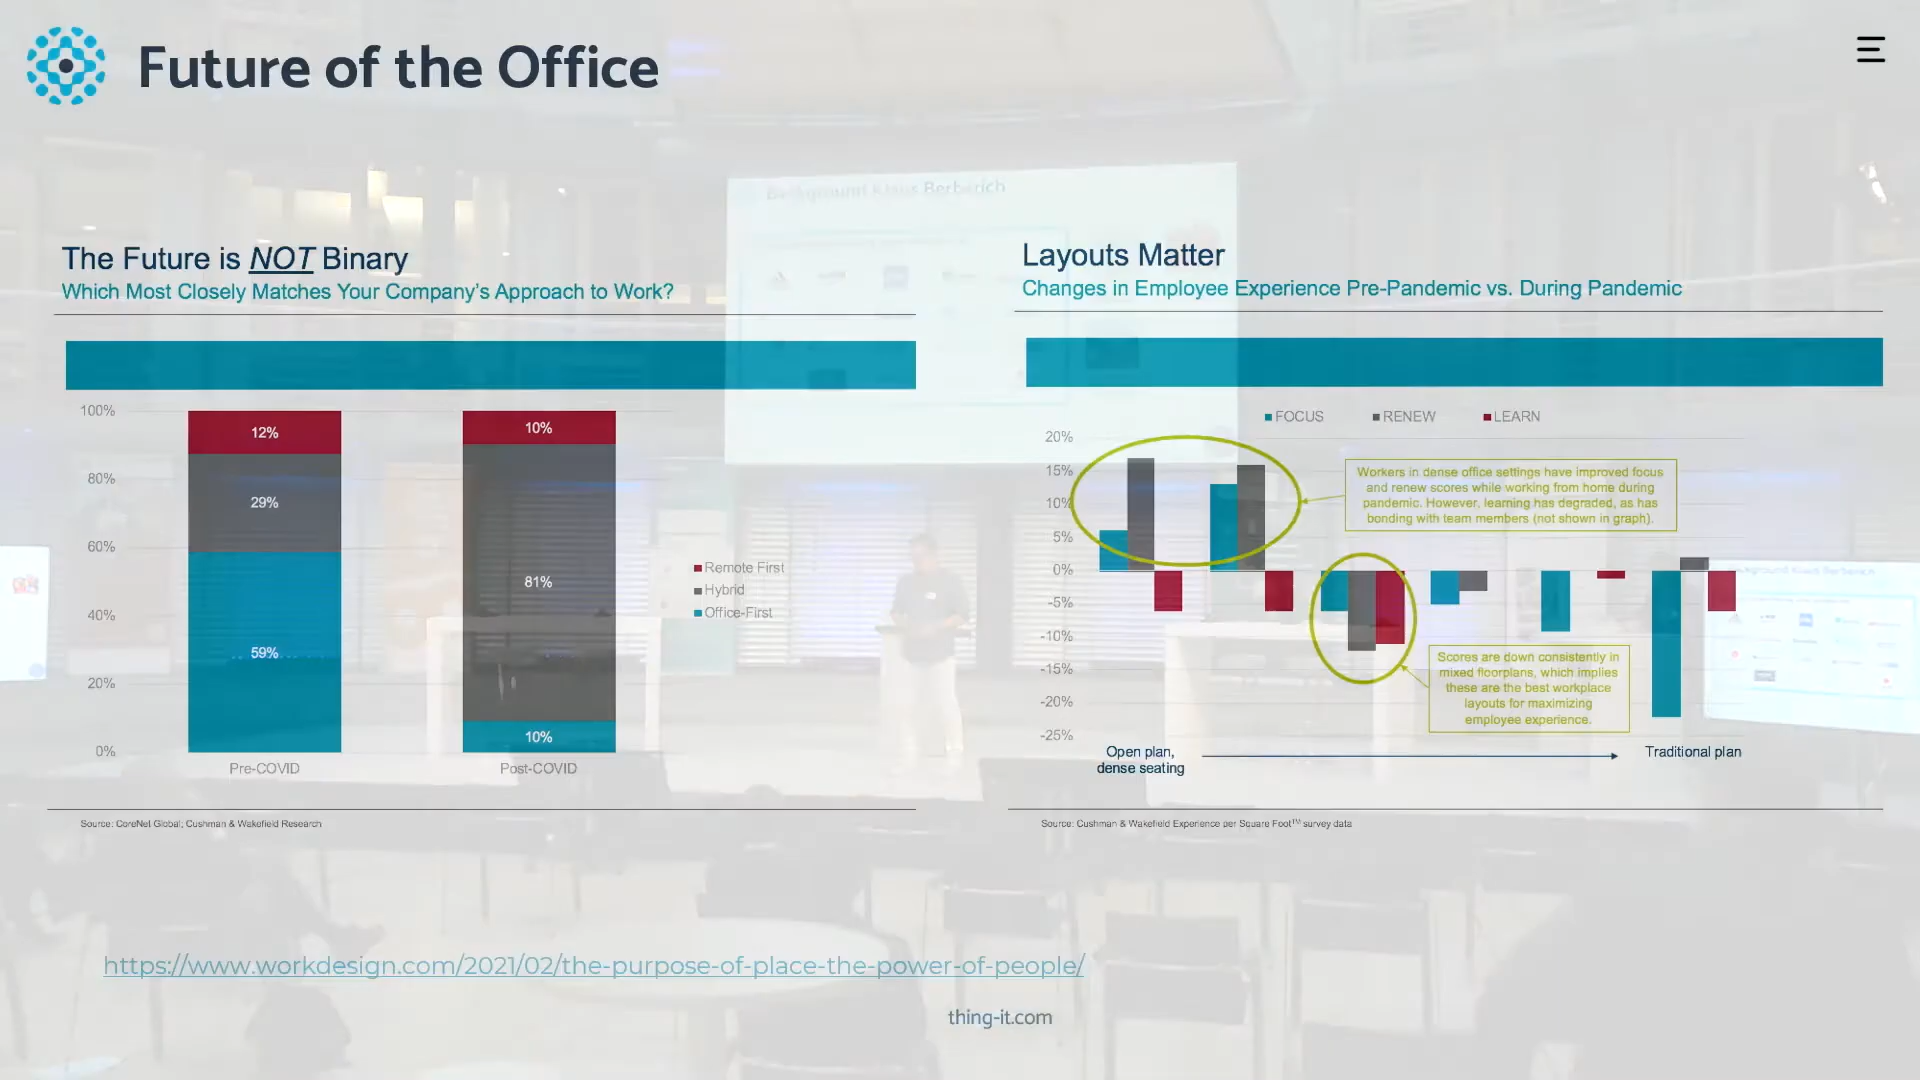 Future of the Office
Background Klaus Berberich
The Future is NOT Binary
Which Most Closely Matches Your Company's Approach to Work?
100%
80%
60%
40%
20%
0%
12%
29%
59%
10%
81%
10%
Pre-COVID
Post-COVID
Remote First
Hybrid
Office-First
Source: CoreNet Global; Cushman & Wakefield Research
Layouts Matter
Changes in Employee Experience Pre-Pandemic vs. During Pandemic
FOCUS
RENEW
LEARN
20%
15%
10%
5%
0%
-5%
-10%
-15%
-20%
-25%
Workers in dense office settings have improved focus
and renew scores while working from home during
pandemic. However, learning has degraded, as has
bonding with team members (not shown in graph).
Scores are down consistently in
mixed floorplans, which implies
these are the best workplace
layouts for maximizing
employee experience.
Open plan,
dense seating
Traditional plan
Source: Cushman & Wakefield Experience per Square Foot™ survey data
Background Klaus Berberich
https://www.workdesign.com/2021/02/the-purpose-of-place-the-power-of-people/
thing-it.com